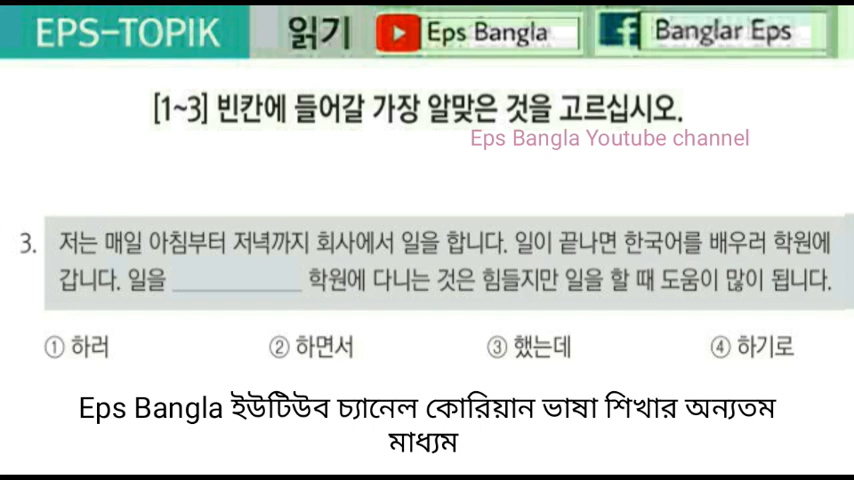 EPS-TOPIK 읽기 Eps Bangla Banglar Eps
[1~3] 빈칸에 들어갈 가장 알맞은 것을 고르십시오.
Eps Bangla Youtube channel
3. 저는 매일 아침부터 저녁까지 회사에서 일을 합니다. 일이 끝나면 한국어를 배우러 학원에
갑니다. 일을 __________ 학원에 다니는 것은 힘들지만 일을 할 때 도움이 많이 됩니다.
① 하러 ② 하면서 ③ 했는데 ④ 하기로
Eps Bangla ইউটিউব চ্যানেল কোরিয়ান ভাষা শিখার অন্যতম
মাধ্যম